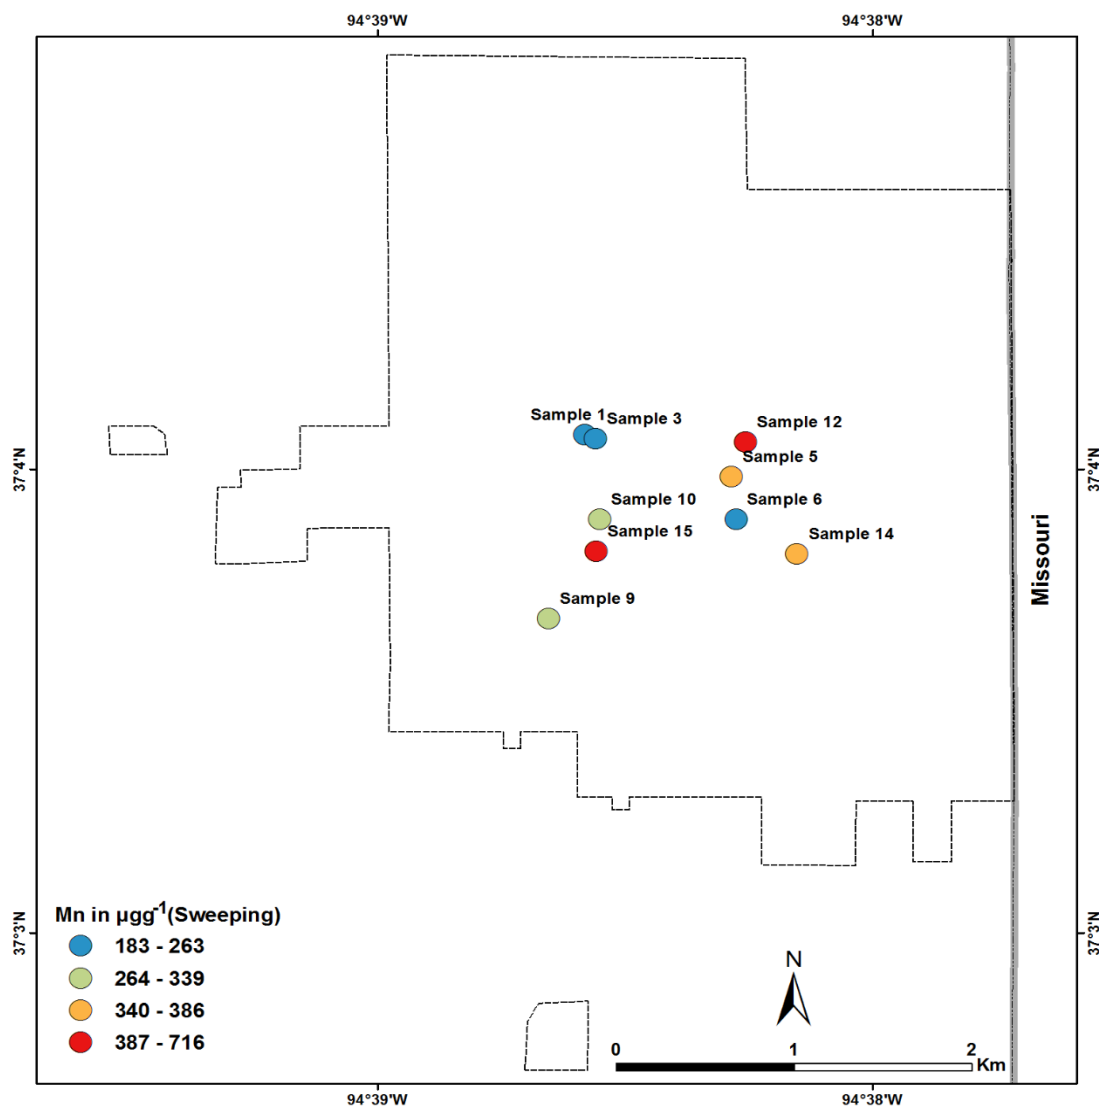 94°39'W 94°38'W
Sample 1 Sample 3
Sample 12
Sample 5
37°4'N 37°4'N
Sample 10 Sample 6
Sample 15 Sample 14
Missouri
Sample 9
Mn in µgg⁻¹(Sweeping)
183 - 263
264 - 339
340 - 386
387 - 716
37°3'N 37°3'N
N
0 1 2
Km
94°39'W 94°38'W